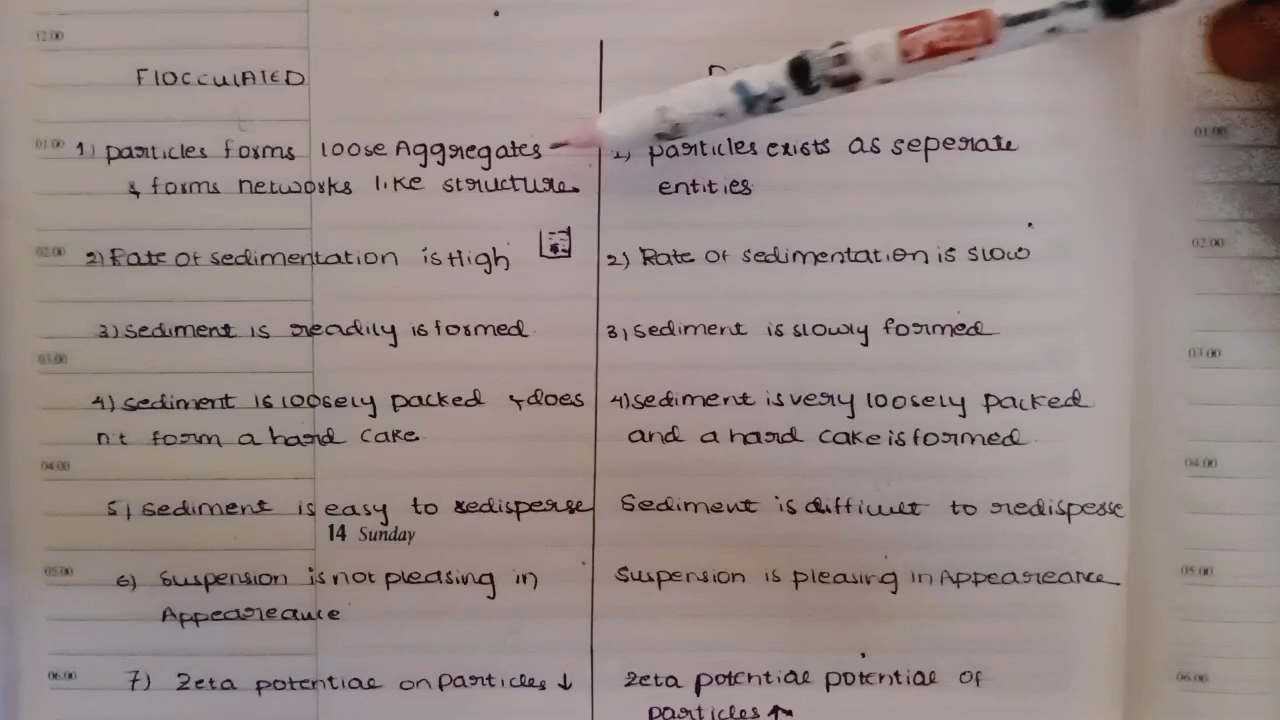 12.00
FlOCCUlATED
01.00 1) particles forms loose Aggregates -
& forms networks like structure
1) particles exists as seperate
entities
01:00
02:00 2) Rate of sedimentation is High
2) Rate of sedimentation is slow
02:00
3) sediment is readily is formed.
3) sediment is slowly formed
03:00
03:00
4) sediment is loosely packed & does
n't form a hard cake.
4) sediment is very loosely packed
and a hard cake is formed.
04:00
04:00
5) sediment is easy to redisperse
Sediment is difficult to redisperse
14 Sunday
05:00
6) suspension is not pleasing in
Appeareance
Suspension is pleasing in Appeareance
05:00
06:00 7) Zeta potential on particles ↓
Zeta potential potential of
particles ↑
06:00